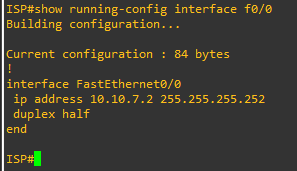 ISP#show running-config interface f0/0
Building configuration...

Current configuration : 84 bytes
!
interface FastEthernet0/0
 ip address 10.10.7.2 255.255.255.252
 duplex half
end

ISP#